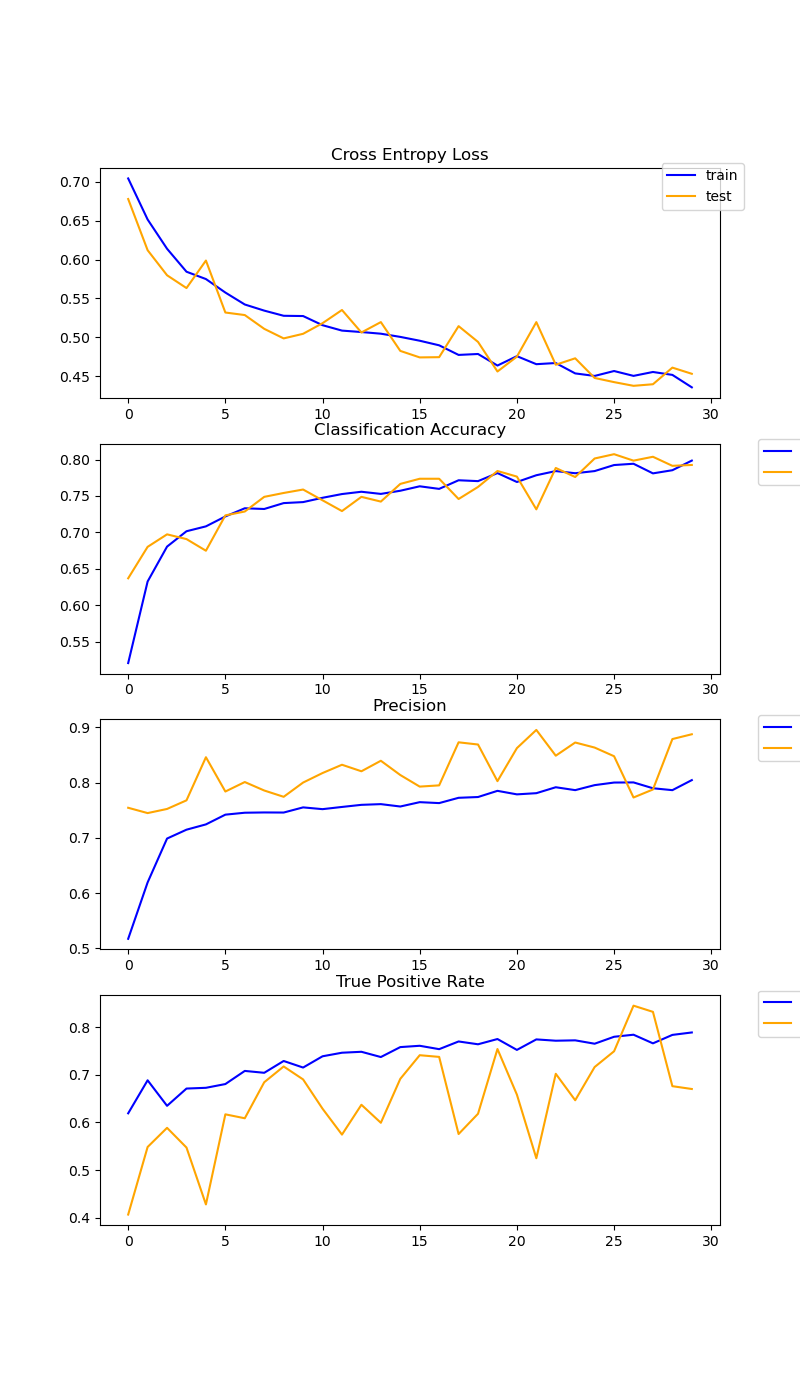 Cross Entropy Loss
train
test
0.70
0.65
0.60
0.55
0.50
0.45
0 5 10 15 20 25 30
Classification Accuracy
0.80
0.75
0.70
0.65
0.60
0.55
0 5 10 15 20 25 30
Precision
0.9
0.8
0.7
0.6
0.5
0 5 10 15 20 25 30
True Positive Rate
0.8
0.7
0.6
0.5
0.4
0 5 10 15 20 25 30